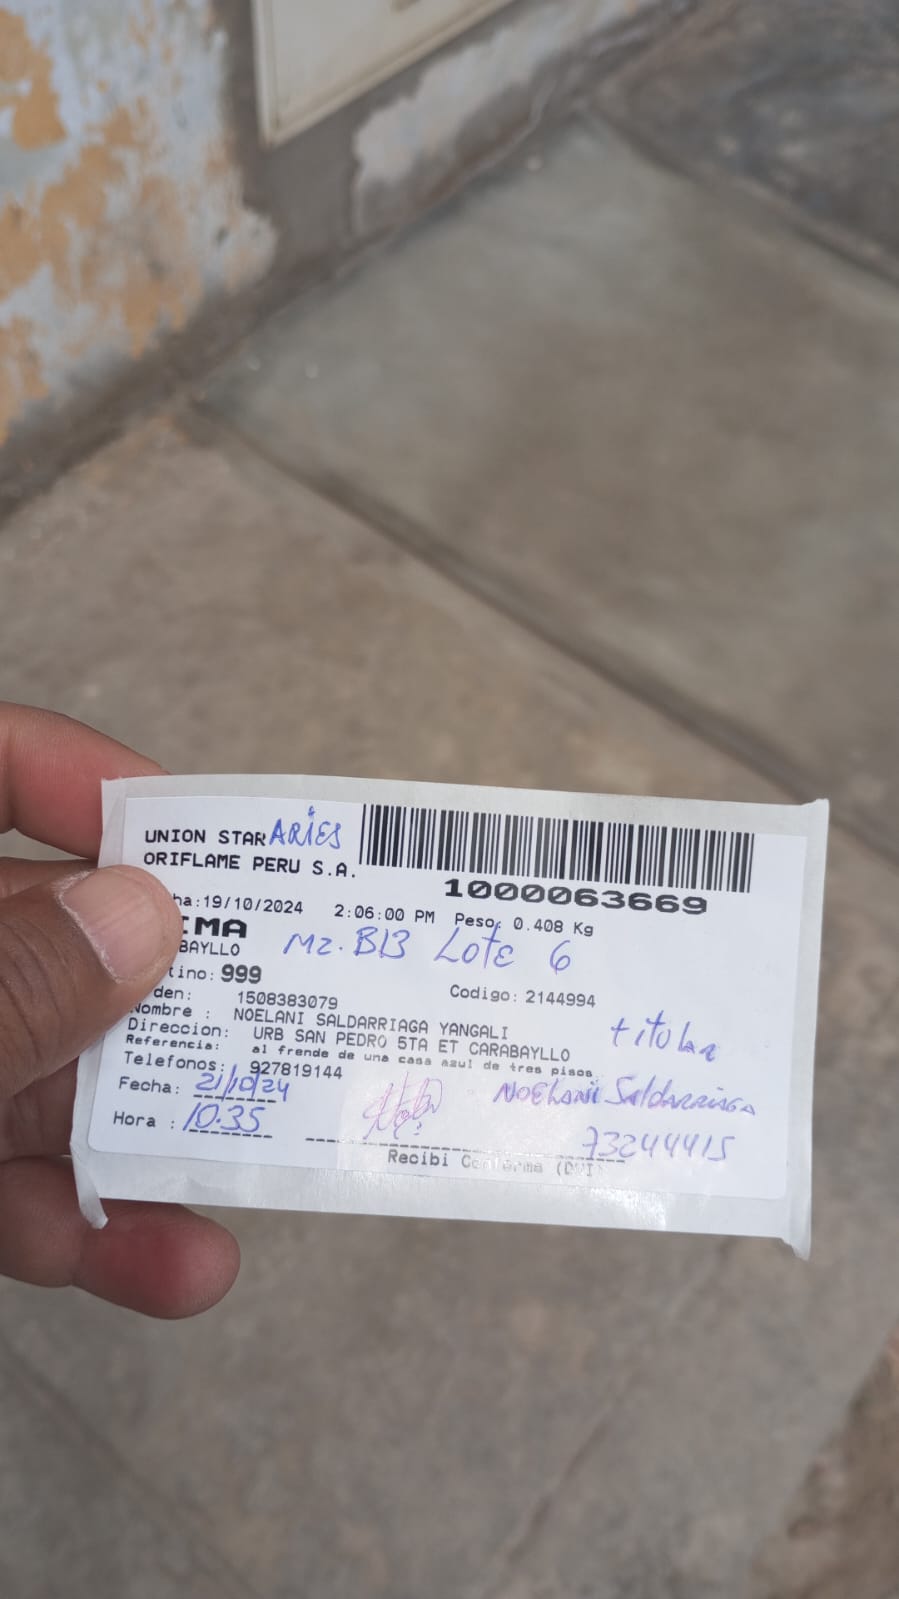 UNION STAR ARIES
ORIFLAME PERU S.A.
1000063669
ha:19/10/2024 2:06:00 PM Peso: 0.408 Kg
IMA
BAYLLO Mz. B13 Lote 6
tino: 999
den: 1508383079 Codigo: 2144994
Nombre : NOELANI SALDARRIAGA YANGALI
Direccion: URB SAN PEDRO 5TA ET CARABAYLLO titular
Referencia: al frende de una casa azul de tres pisos
Telefonos: 927819144
Fecha: 21/10/24 NOELANI Saldarriaga
Hora : 10:35 73244415
Recibi Conforme (DNI)